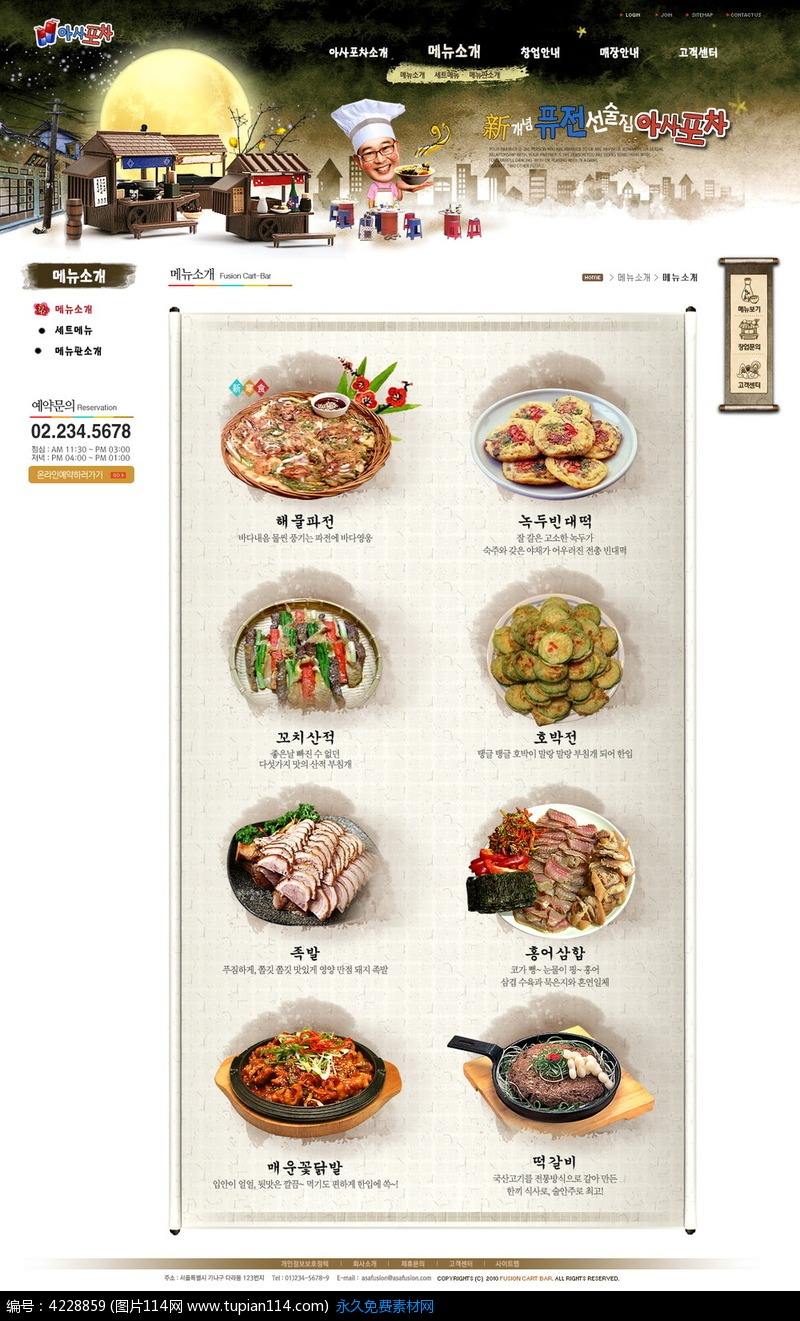 LOGIN JOIN SITEMAP CONTACT US
아사포차
아사포차소개 메뉴소개 창업안내 매장안내 고객센터
메뉴소개 세트메뉴 메뉴판소개
新개념 퓨전선술집 아사포차
메뉴소개
메뉴소개
세트메뉴
메뉴판소개
예약문의 Reservation
02.234.5678
점심 : AM 11:30 ~ PM 03:00
저녁 : PM 04:00 ~ PM 01:00
온라인예약하러가기 GO
메뉴소개 Fusion Cart-Bar
HOME > 메뉴소개 > 메뉴소개
메뉴보기
창업문의
고객센터
해물파전
바다내음 물씬 풍기는 파전에 바다영웅
녹두빈대떡
잘 갈은 고소한 녹두가
숙주와 갖은 야채가 어우러진 전통 빈대떡
꼬치산적
좋은날 빠진 수 없던
다섯가지 맛의 산적 부침개
호박전
탱글 탱글 호박이 말랑 말랑 부침개 되어 한입
족발
푸짐하게, 쫄깃 쫄깃 맛있게 영양 만점 돼지 족발
홍어삼합
코가 뻥~ 눈물이 핑~ 홍어
삼겹 수육과 묵은지와 혼연일체
매운꽃닭발
입안이 얼얼, 뒷맛은 깔끔~ 먹기도 편하게 한입에 쏙~!
떡갈비
국산고기를 전통방식으로 갈아 만든
한끼 식사로, 술안주로 최고!
개인정보보호정책 | 회사소개 | 제휴문의 | 고객센터 | 사이트맵
주소 : 서울특별시 가나구 다라동 123번지 Tel : 01)234-5678~9 E-mail : asafusion@asafusion.com COPYRIGHTS (C) 2010 FUSION CART BAR. ALL RIGHTS RESERVED.
编号：4228859 (图片114网 www.tupian114.com) 永久免费素材网